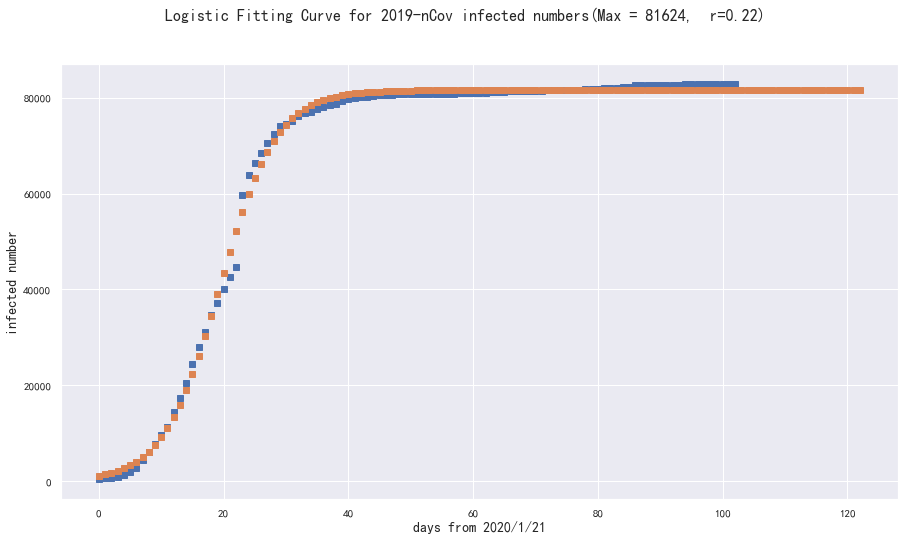 Logistic Fitting Curve for 2019-nCov infected numbers(Max = 81624,  r=0.22)
80000
60000
40000
20000
0
infected number
0 20 40 60 80 100 120
days from 2020/1/21